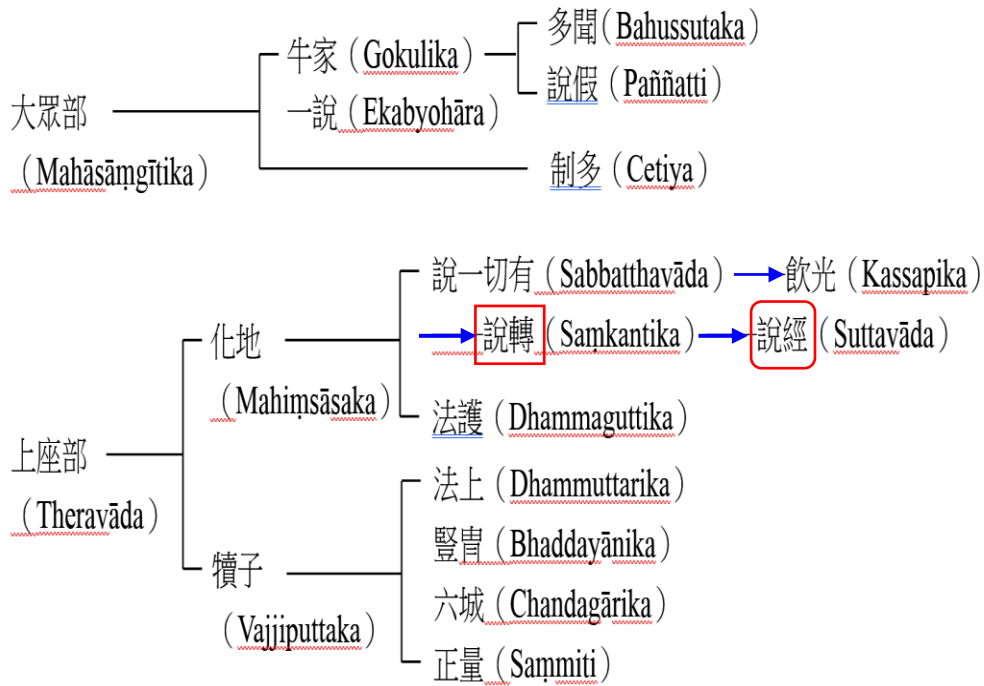 多聞(Bahussutaka)
牛家(Gokulika)
說假(Paññatti)
大眾部
一說(Ekabyohāra)
(Mahāsāṃgītika)
制多(Cetiya)
說一切有(Sabbatthavāda) 飲光(Kassapika)
化地
說轉(Saṃkantika) 說經(Suttavāda)
(Mahiṃsāsaka)
法護(Dhammaguttika)
上座部
(Theravāda)
法上(Dhammuttarika)
犢子
豎冑(Bhaddayānika)
(Vajjiputtaka)
六城(Chandagārika)
正量(Saṃmiti)